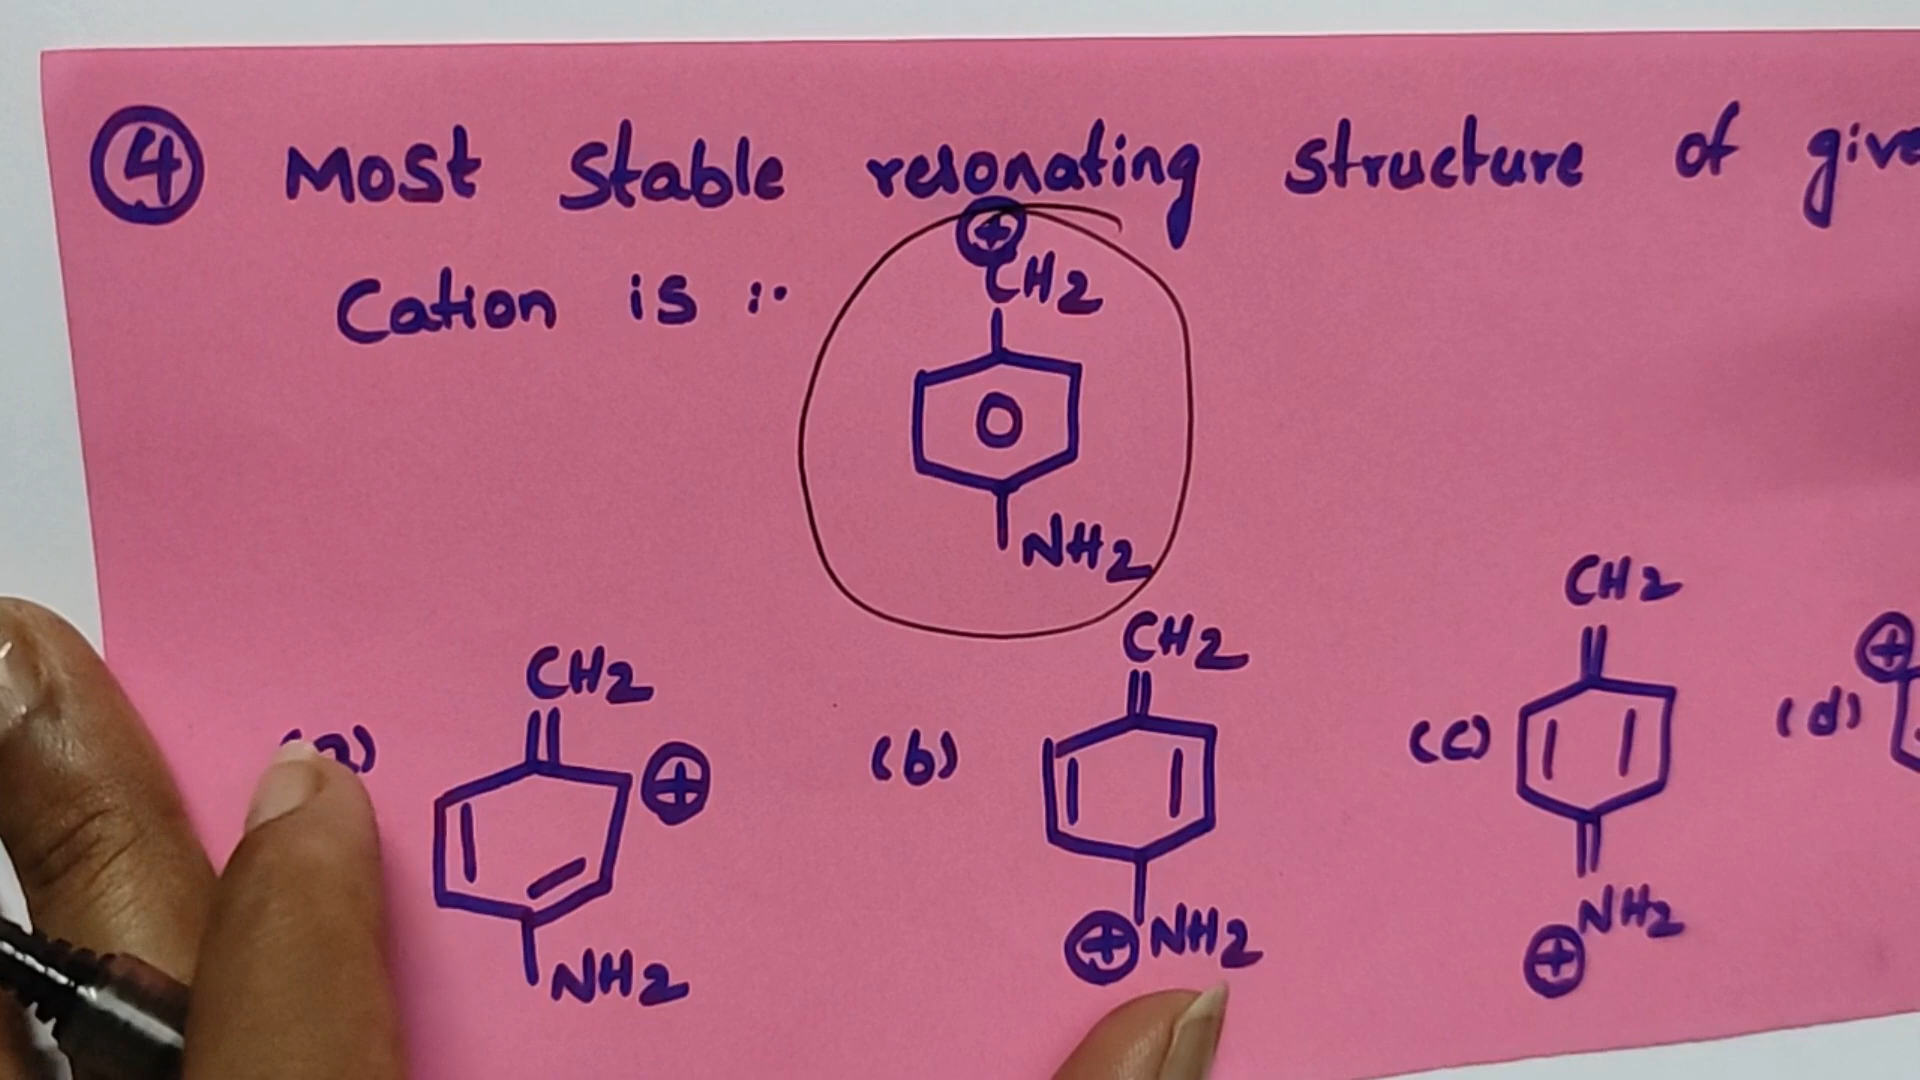 ④ Most Stable resonating structure of give
Cation is :-
⊕
CH2
NH2
(a)
CH2
⊕
NH2
(b)
CH2
⊕ NH2
(c)
CH2
NH2
⊕
(d)
⊕